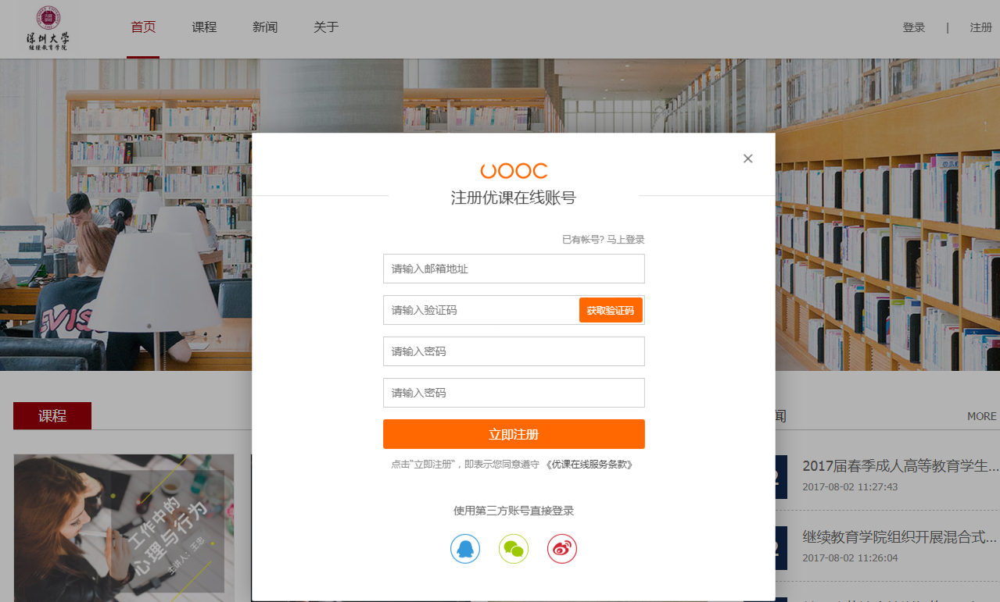 深圳大学
继续教育学院
首页
课程
新闻
关于
登录 | 注册
UOOC
注册优课在线账号
已有帐号? 马上登录
请输入邮箱地址
请输入验证码
获取验证码
请输入密码
请输入密码
立即注册
点击"立即注册"，即表示您同意遵守 《优课在线服务条款》
使用第三方账号直接登录
课程
工作中的
心理与行为
主讲人：王忠
闻
MORE
2
2017届春季成人高等教育学生...
2017-08-02 11:27:43
2
继续教育学院组织开展混合式...
2017-08-02 11:26:04